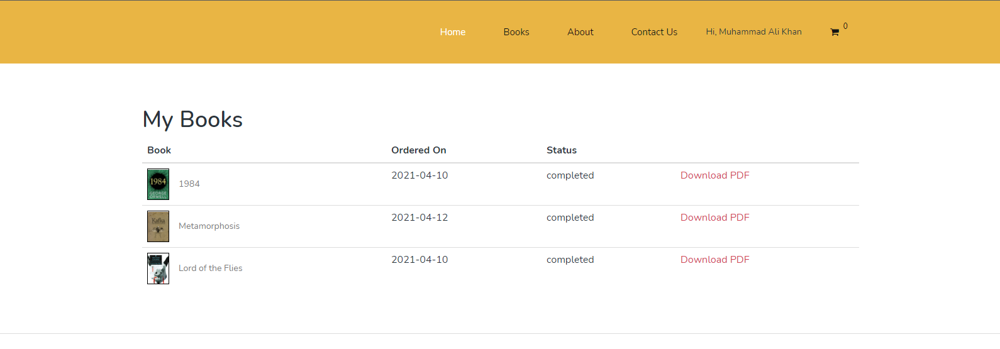 Home Books About Contact Us Hi, Muhammad Ali Khan 0
My Books
Book Ordered On Status
1984 GEORGE ORWELL 1984 2021-04-10 completed Download PDF
Kafka Metamorphosis 2021-04-12 completed Download PDF
Lord of the Flies 2021-04-10 completed Download PDF